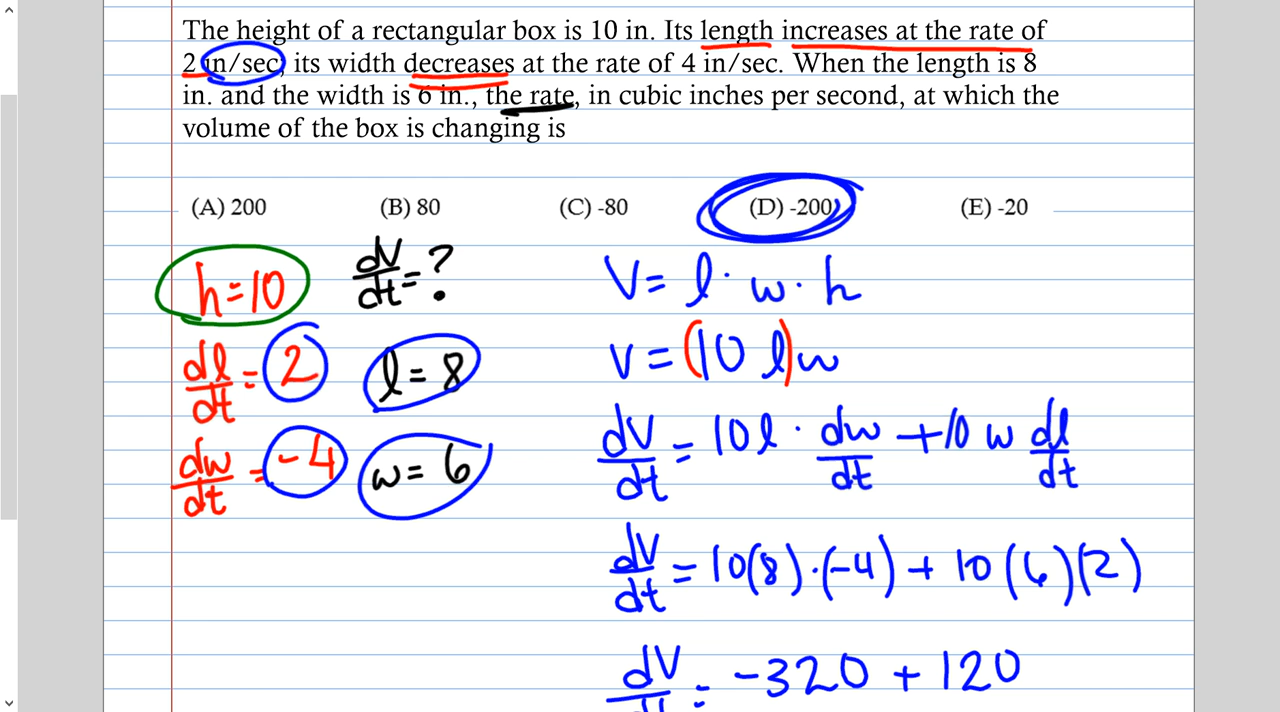 The height of a rectangular box is 10 in. Its length increases at the rate of
2 in/sec, its width decreases at the rate of 4 in/sec. When the length is 8
in. and the width is 6 in., the rate, in cubic inches per second, at which the
volume of the box is changing is
(A) 200 (B) 80 (C) -80 (D) -200 (E) -20
h=10 dV/dt=? V= l · w · h
dl/dt=2 l=8 V=(10 l)w
dw/dt=-4 w=6 dV/dt=10l · dw/dt+10 w dl/dt
dV/dt=10(8)·(-4)+10(6)(2)
dV/dt=-320+120